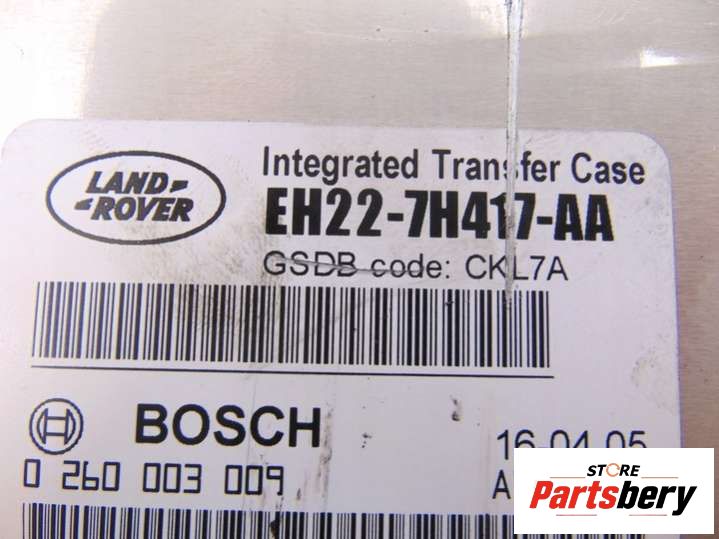 LAND-
ROVER
Integrated Transfer Case
EH22-7H417-AA
GSDB code: CKL7A
BOSCH
16-04.05
0 260 003 009
A
STORE
Partsbery